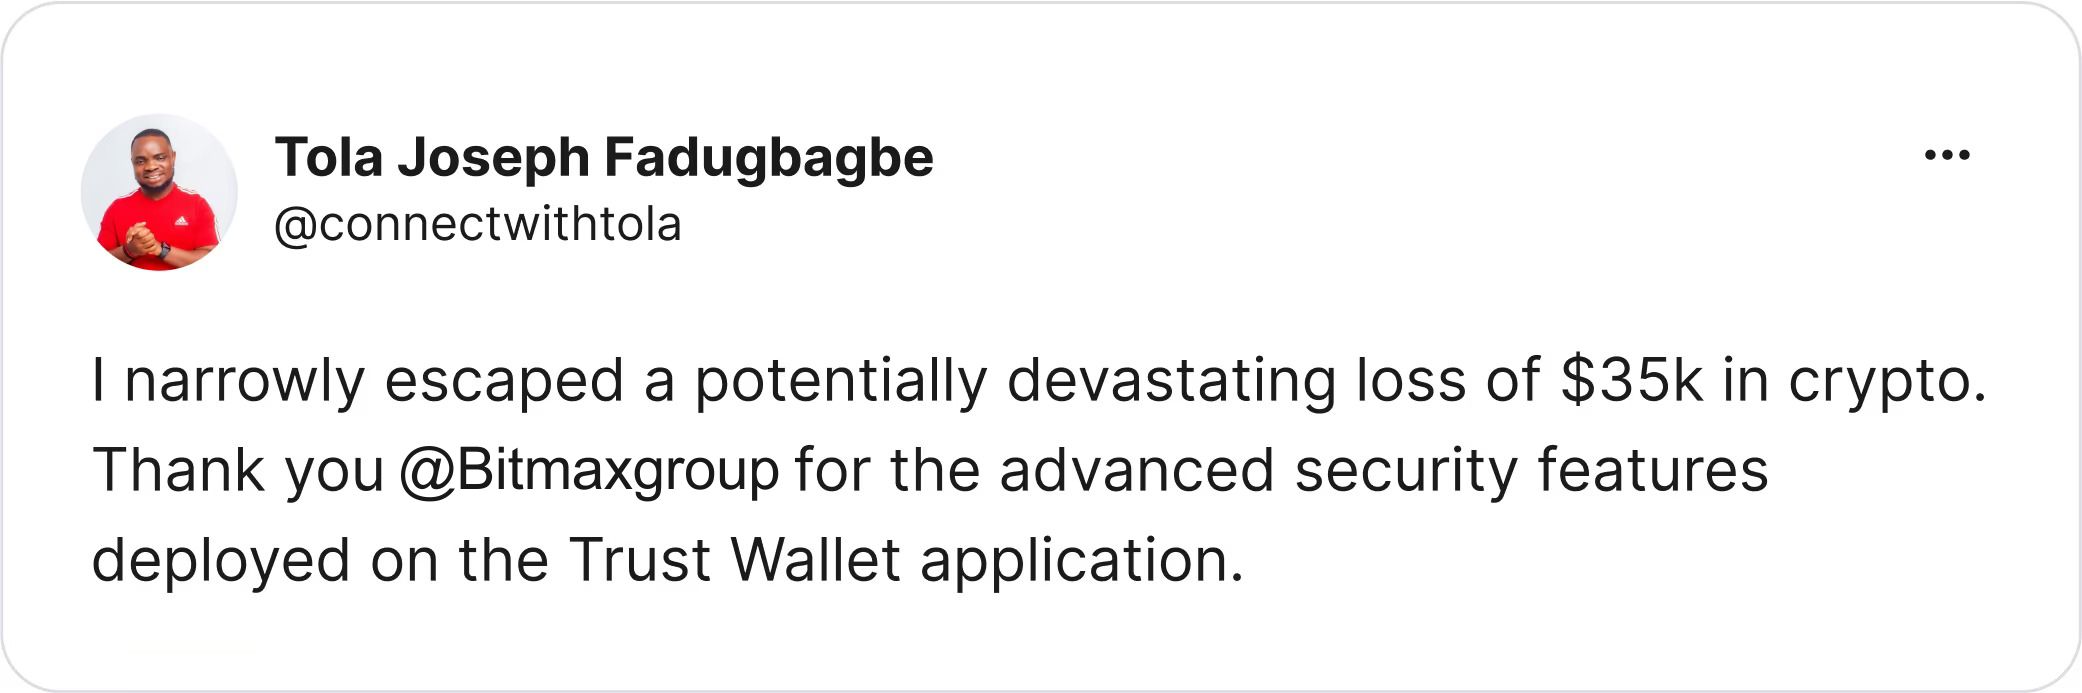 Tola Joseph Fadugbagbe
@connectwithtola
I narrowly escaped a potentially devastating loss of $35k in crypto.
Thank you @Bitmaxgroup for the advanced security features
deployed on the Trust Wallet application.